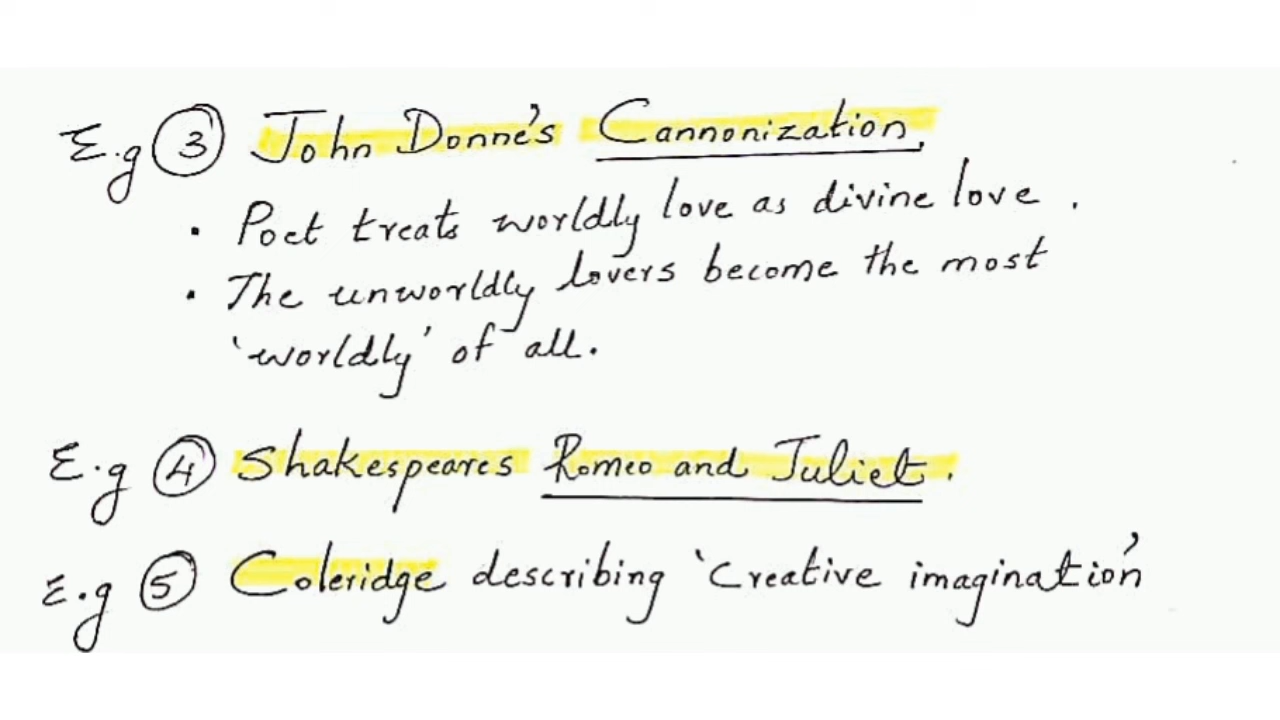 E.g ③ John Donne's Cannonization.
• Poet treats worldly love as divine love.
• The unworldly lovers become the most
'worldly' of all.
E.g ④ Shakespeares Romeo and Juliet.
E.g ⑤ Coleridge describing 'Creative imagination'